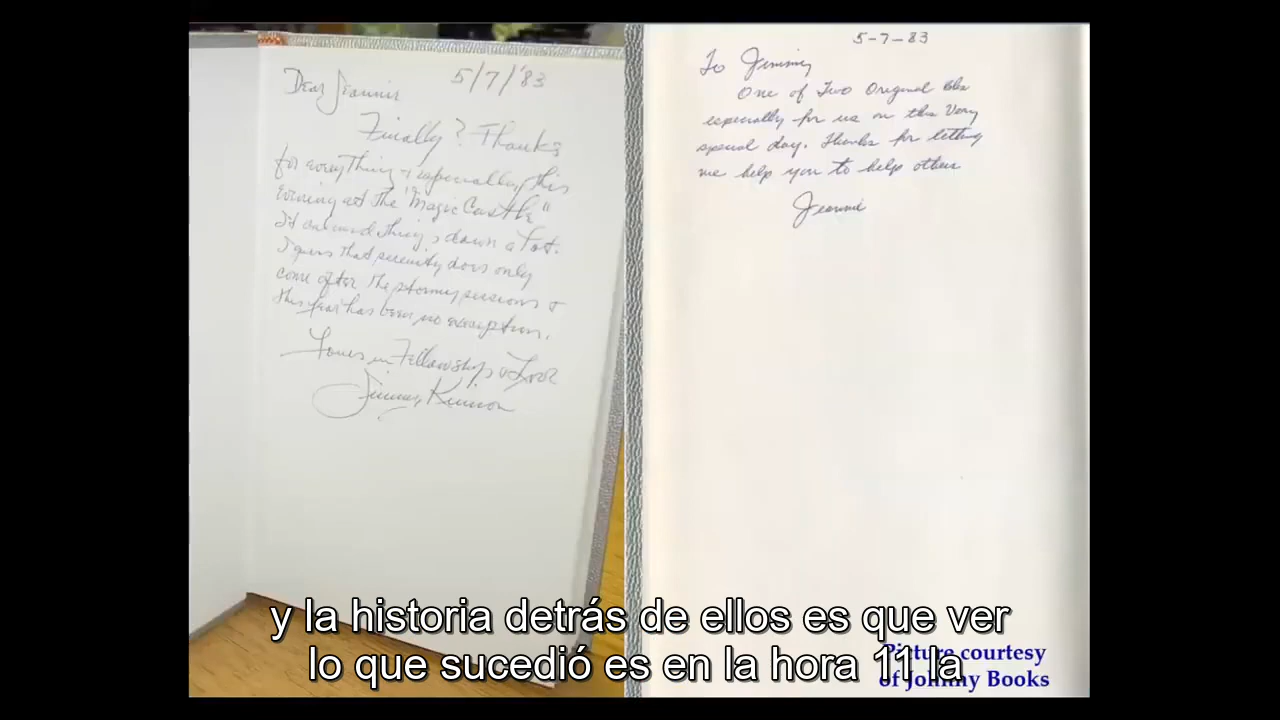 5/7/'83
Dear Jeannie
Finally? Thanks
for everything & especially this
Evening at the "Magic Castle"
It calmed things down a lot.
I guess that serenity does only
come after the stormy sessions &
this year has been no exception.
Yours in Fellowship & Love
Jimmy Kinnon
5-7-83
To Jimmy
One of Two Original
especially for us on this Very
special day. Thanks for letting
me help you to help others
Jeannie
y la historia detrás de ellos es que ver
lo que sucedió es en la hora 11 la
Picture courtesy
of Johnny Books